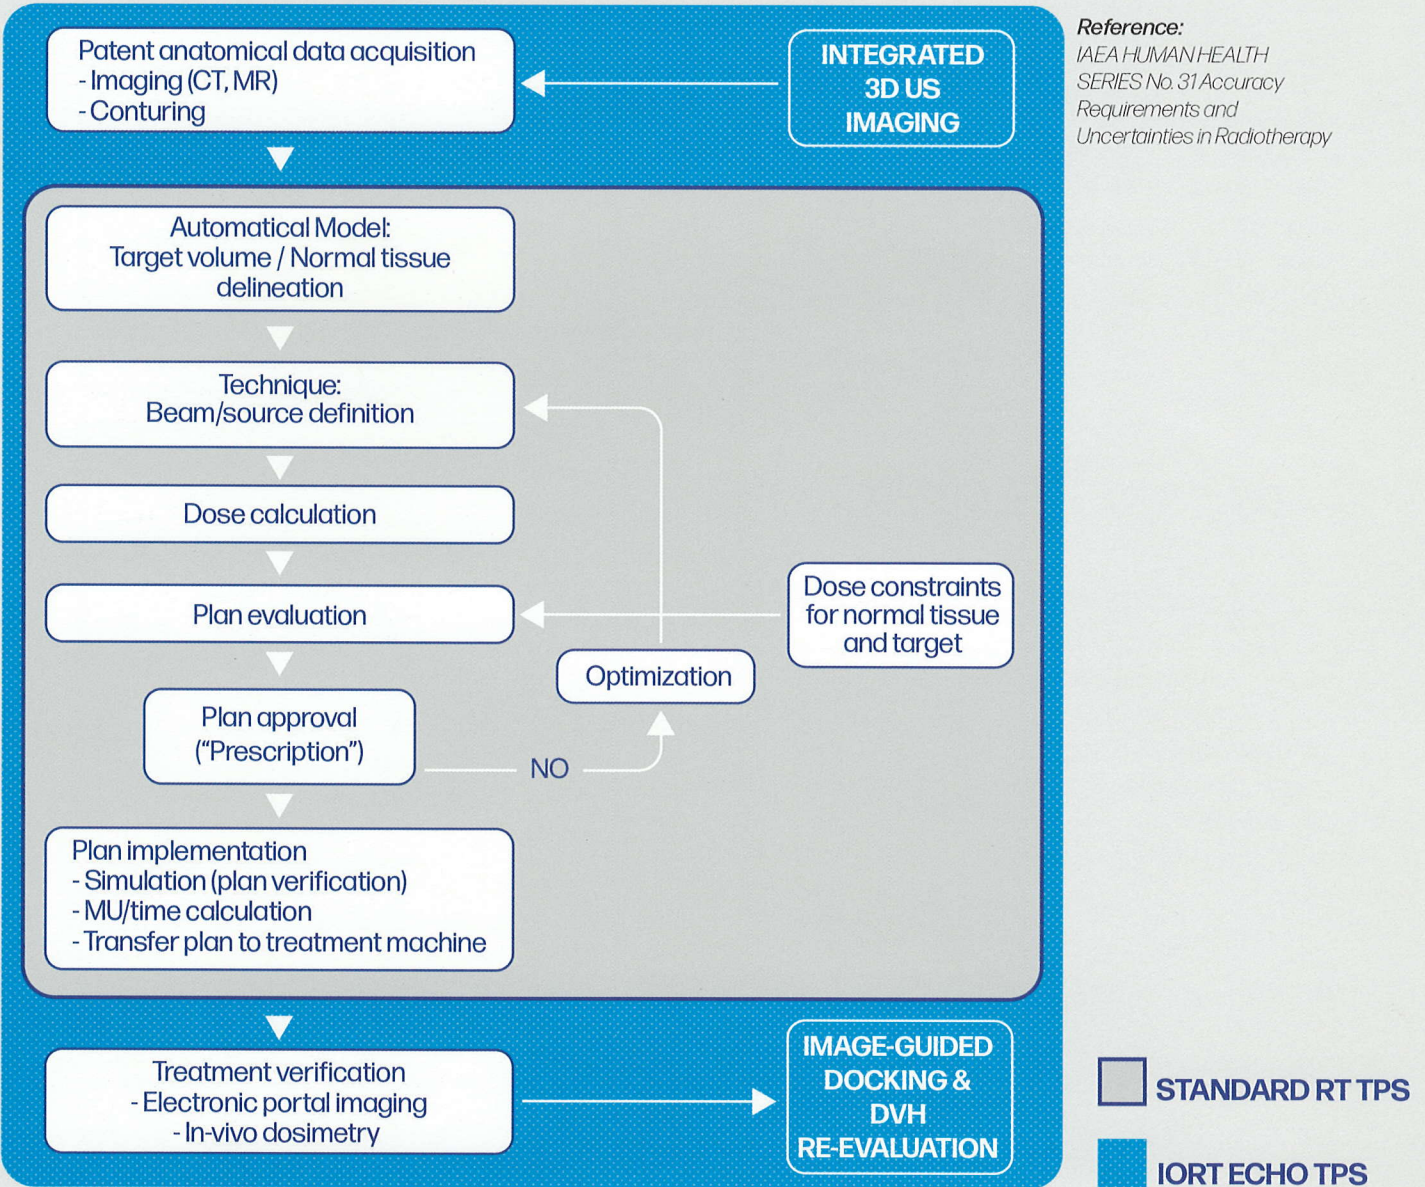 Patent anatomical data acquisition
- Imaging (CT, MR)
- Conturing
INTEGRATED
3D US
IMAGING
Reference:
IAEA HUMAN HEALTH
SERIES No. 31 Accuracy
Requirements and
Uncertainties in Radiotherapy
Automatical Model:
Target volume / Normal tissue
delineation
Technique:
Beam/source definition
Dose calculation
Plan evaluation
Dose constraints
for normal tissue
and target
Optimization
Plan approval
(“Prescription”)
NO
Plan implementation
- Simulation (plan verification)
- MU/time calculation
- Transfer plan to treatment machine
Treatment verification
- Electronic portal imaging
- In-vivo dosimetry
IMAGE-GUIDED
DOCKING &
DVH
RE-EVALUATION
STANDARD RT TPS
IORT ECHO TPS